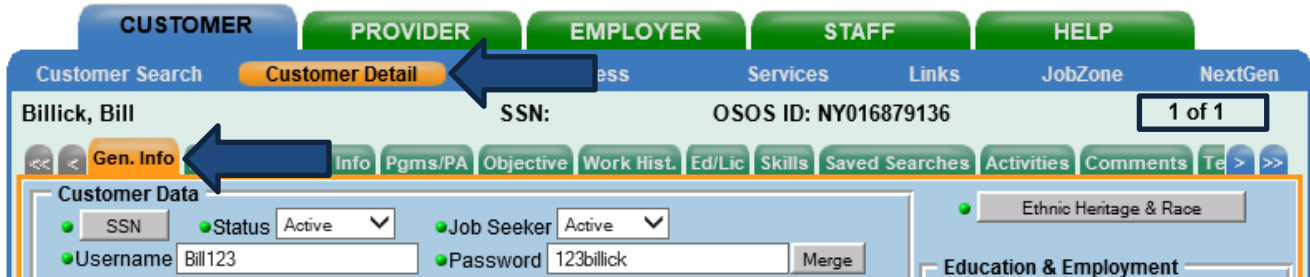 CUSTOMER PROVIDER EMPLOYER STAFF HELP
Customer Search Customer Detail ess Services Links JobZone NextGen
Billick, Bill SSN: OSOS ID: NY016879136 1 of 1
<< < Gen. Info Info Pgms/PA Objective Work Hist. Ed/Lic Skills Saved Searches Activities Comments Te > >>
Customer Data
SSN Status Active Job Seeker Active Ethnic Heritage & Race
Username Bill123 Password 123billick Merge Education & Employment